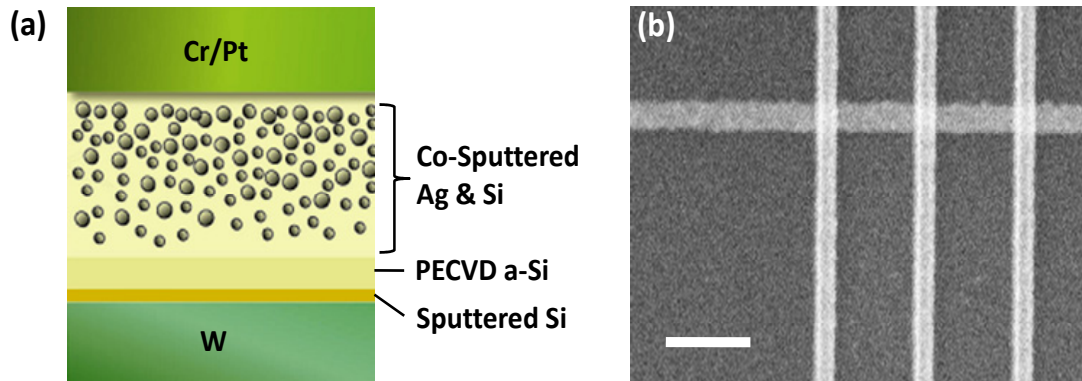 (a)
Cr/Pt
Co-Sputtered
Ag & Si
PECVD a-Si
Sputtered Si
W
(b)